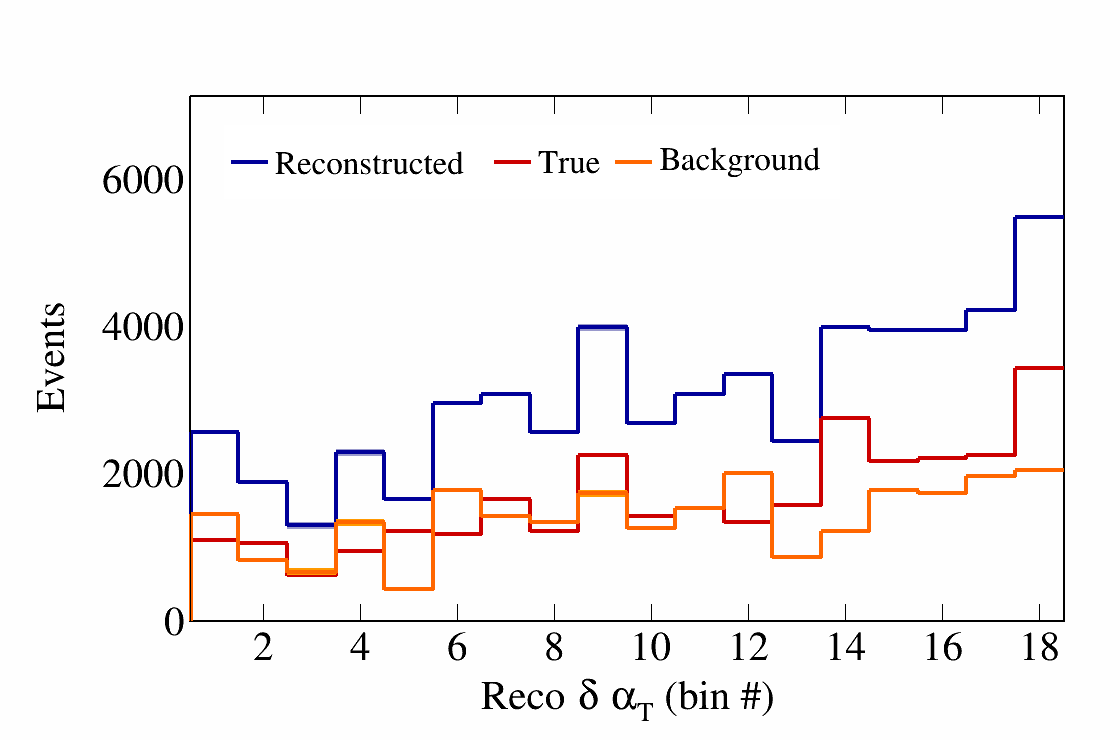 Reconstructed True Background
6000
4000
2000
0
Events
2 4 6 8 10 12 14 16 18
Reco δ α_T (bin #)